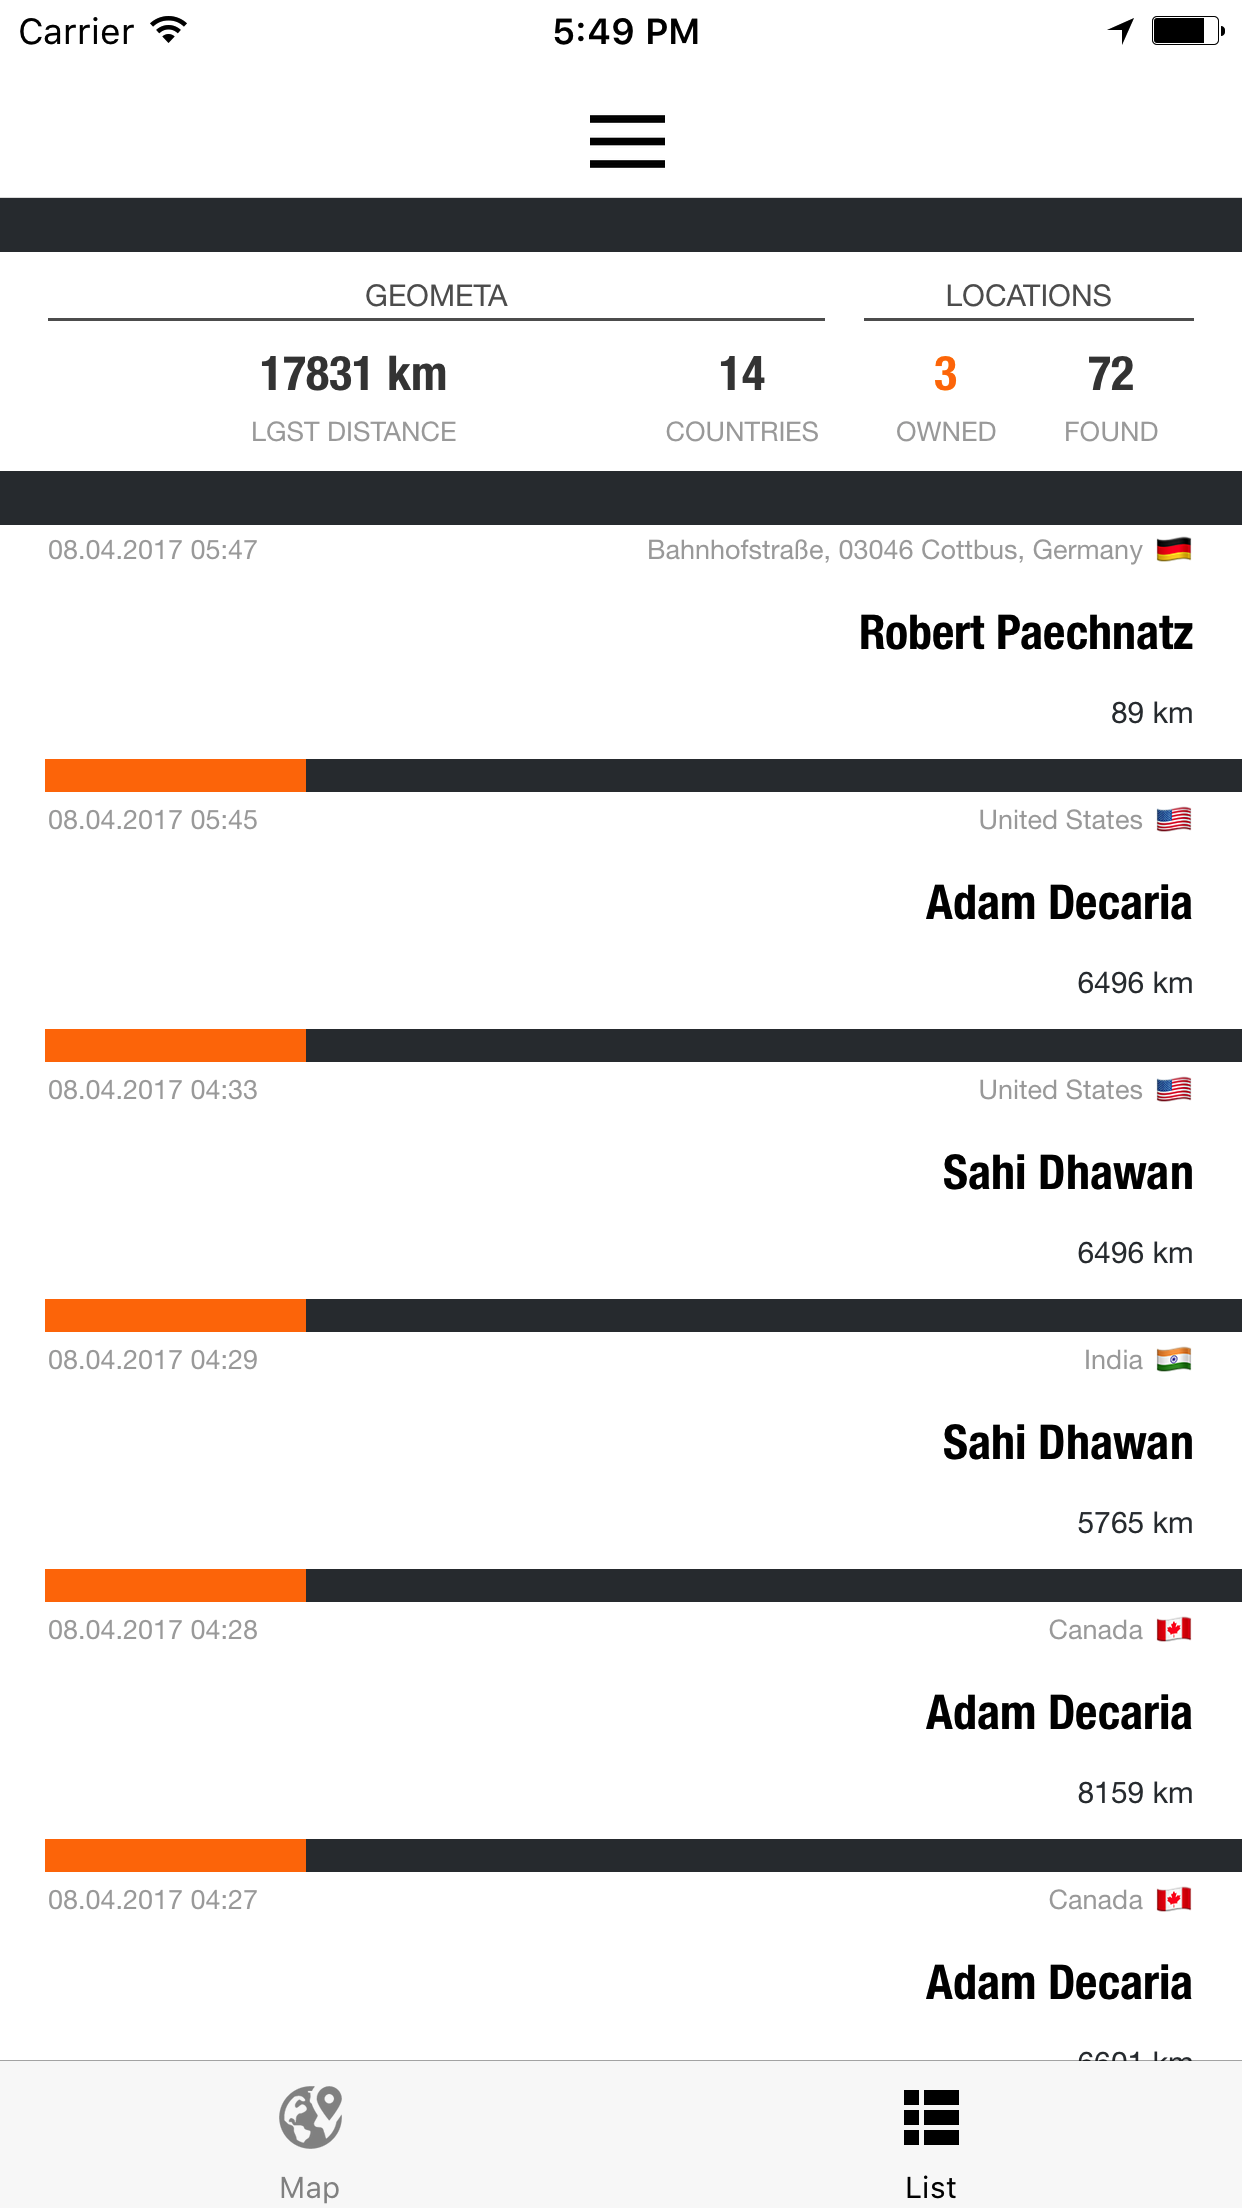 Carrier 5:49 PM
GEOMETA LOCATIONS
17831 km 14 3 72
LGST DISTANCE COUNTRIES OWNED FOUND
08.04.2017 05:47 Bahnhofstraße, 03046 Cottbus, Germany
Robert Paechnatz
89 km
08.04.2017 05:45 United States
Adam Decaria
6496 km
08.04.2017 04:33 United States
Sahi Dhawan
6496 km
08.04.2017 04:29 India
Sahi Dhawan
5765 km
08.04.2017 04:28 Canada
Adam Decaria
8159 km
08.04.2017 04:27 Canada
Adam Decaria
km
Map List